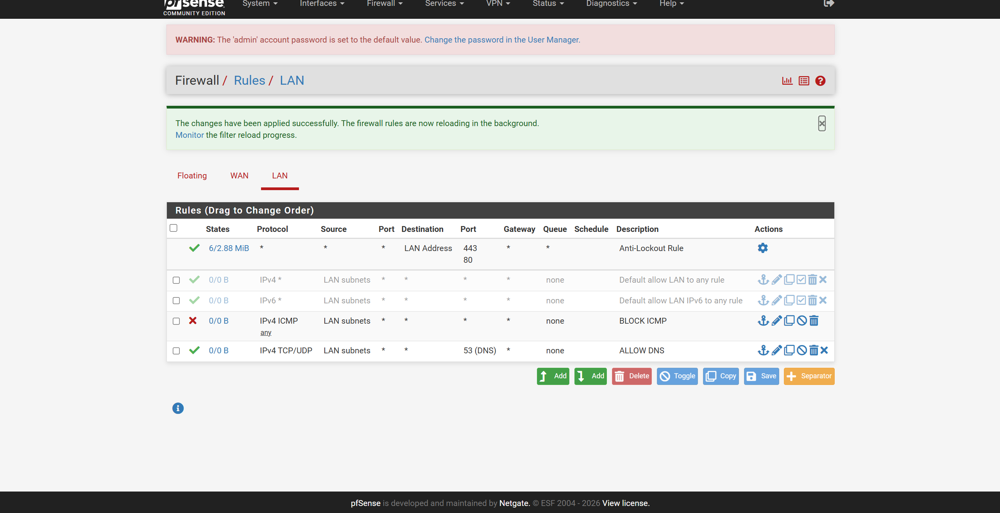 pfsense
COMMUNITY EDITION
System Interfaces Firewall Services VPN Status Diagnostics Help
WARNING: The 'admin' account password is set to the default value. Change the password in the User Manager.
Firewall / Rules / LAN
The changes have been applied successfully. The firewall rules are now reloading in the background.
Monitor the filter reload progress.
Floating WAN LAN
Rules (Drag to Change Order)
States Protocol Source Port Destination Port Gateway Queue Schedule Description Actions
6/2.88 MiB * * * LAN Address 443 * * Anti-Lockout Rule
80
0/0 B IPv4 * LAN subnets * * * * none Default allow LAN to any rule
0/0 B IPv6 * LAN subnets * * * * none Default allow LAN IPv6 to any rule
0/0 B IPv4 ICMP LAN subnets * * * * none BLOCK ICMP
any
0/0 B IPv4 TCP/UDP LAN subnets * * 53 (DNS) * none ALLOW DNS
Add Add Delete Toggle Copy Save Separator
pfSense is developed and maintained by Netgate. © ESF 2004 - 2026 View license.